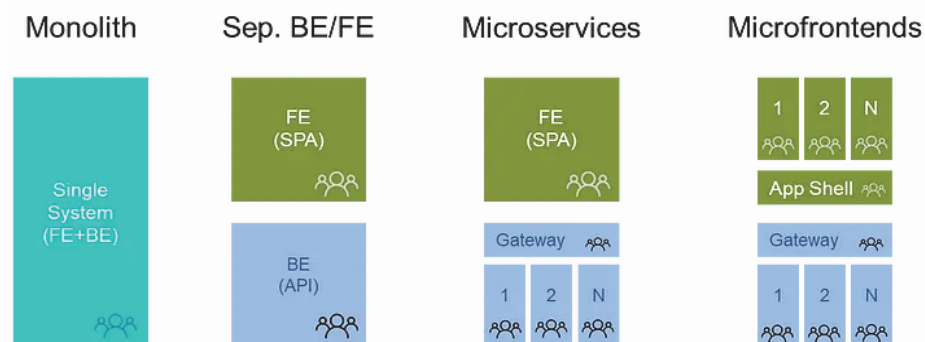 Monolith
Sep. BE/FE
Microservices
Microfrontends
Single
System
(FE+BE)
FE
(SPA)
BE
(API)
FE
(SPA)
Gateway
1 2 N
1 2 N
App Shell
Gateway
1 2 N